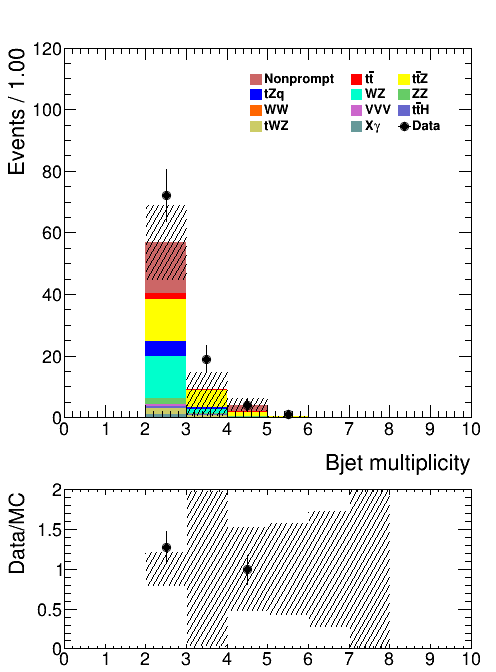 Events / 1.00
120
100
80
60
40
20
0
Nonprompt tt̄ tt̄Z
tZq WZ ZZ
WW VVV tt̄H
tWZ Xγ Data
0 1 2 3 4 5 6 7 8 9 10
Bjet multiplicity
Data/MC
2
1.5
1
0.5
0
0 1 2 3 4 5 6 7 8 9 10